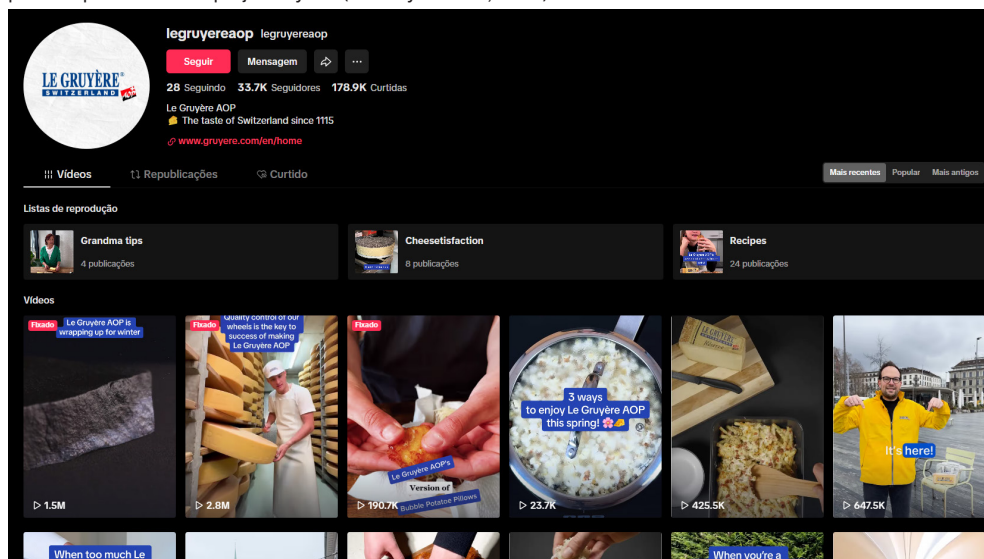 legruyereaop legruyereaop
Seguir Mensagem ...
28 Seguindo 33.7K Seguidores 178.9K Curtidas
Le Gruyère AOP
🧀 The taste of Switzerland since 1115
www.gruyere.com/en/home
LE GRUYÈRE®
SWITZERLAND
Vídeos Republicações Curtido
Mais recentes Popular Mais antigos
Listas de reprodução
Grandma tips
4 publicações
Cheesetisfaction
8 publicações
Recipes
24 publicações
Vídeos
Fixado
Le Gruyère AOP is
wrapping up for winter
1.5M
Fixado
Quality control of our
wheels is the key to
success of making
Le Gruyère AOP
2.8M
Fixado
Le Gruyère AOP's
Version of
Bubble Potatoe Pillows
190.7K
3 ways
to enjoy Le Gruyère AOP
this spring! 🌸🧀
23.7K
LE GRUYÈRE
425.5K
It's here!
647.5K
When too much Le
When you're a